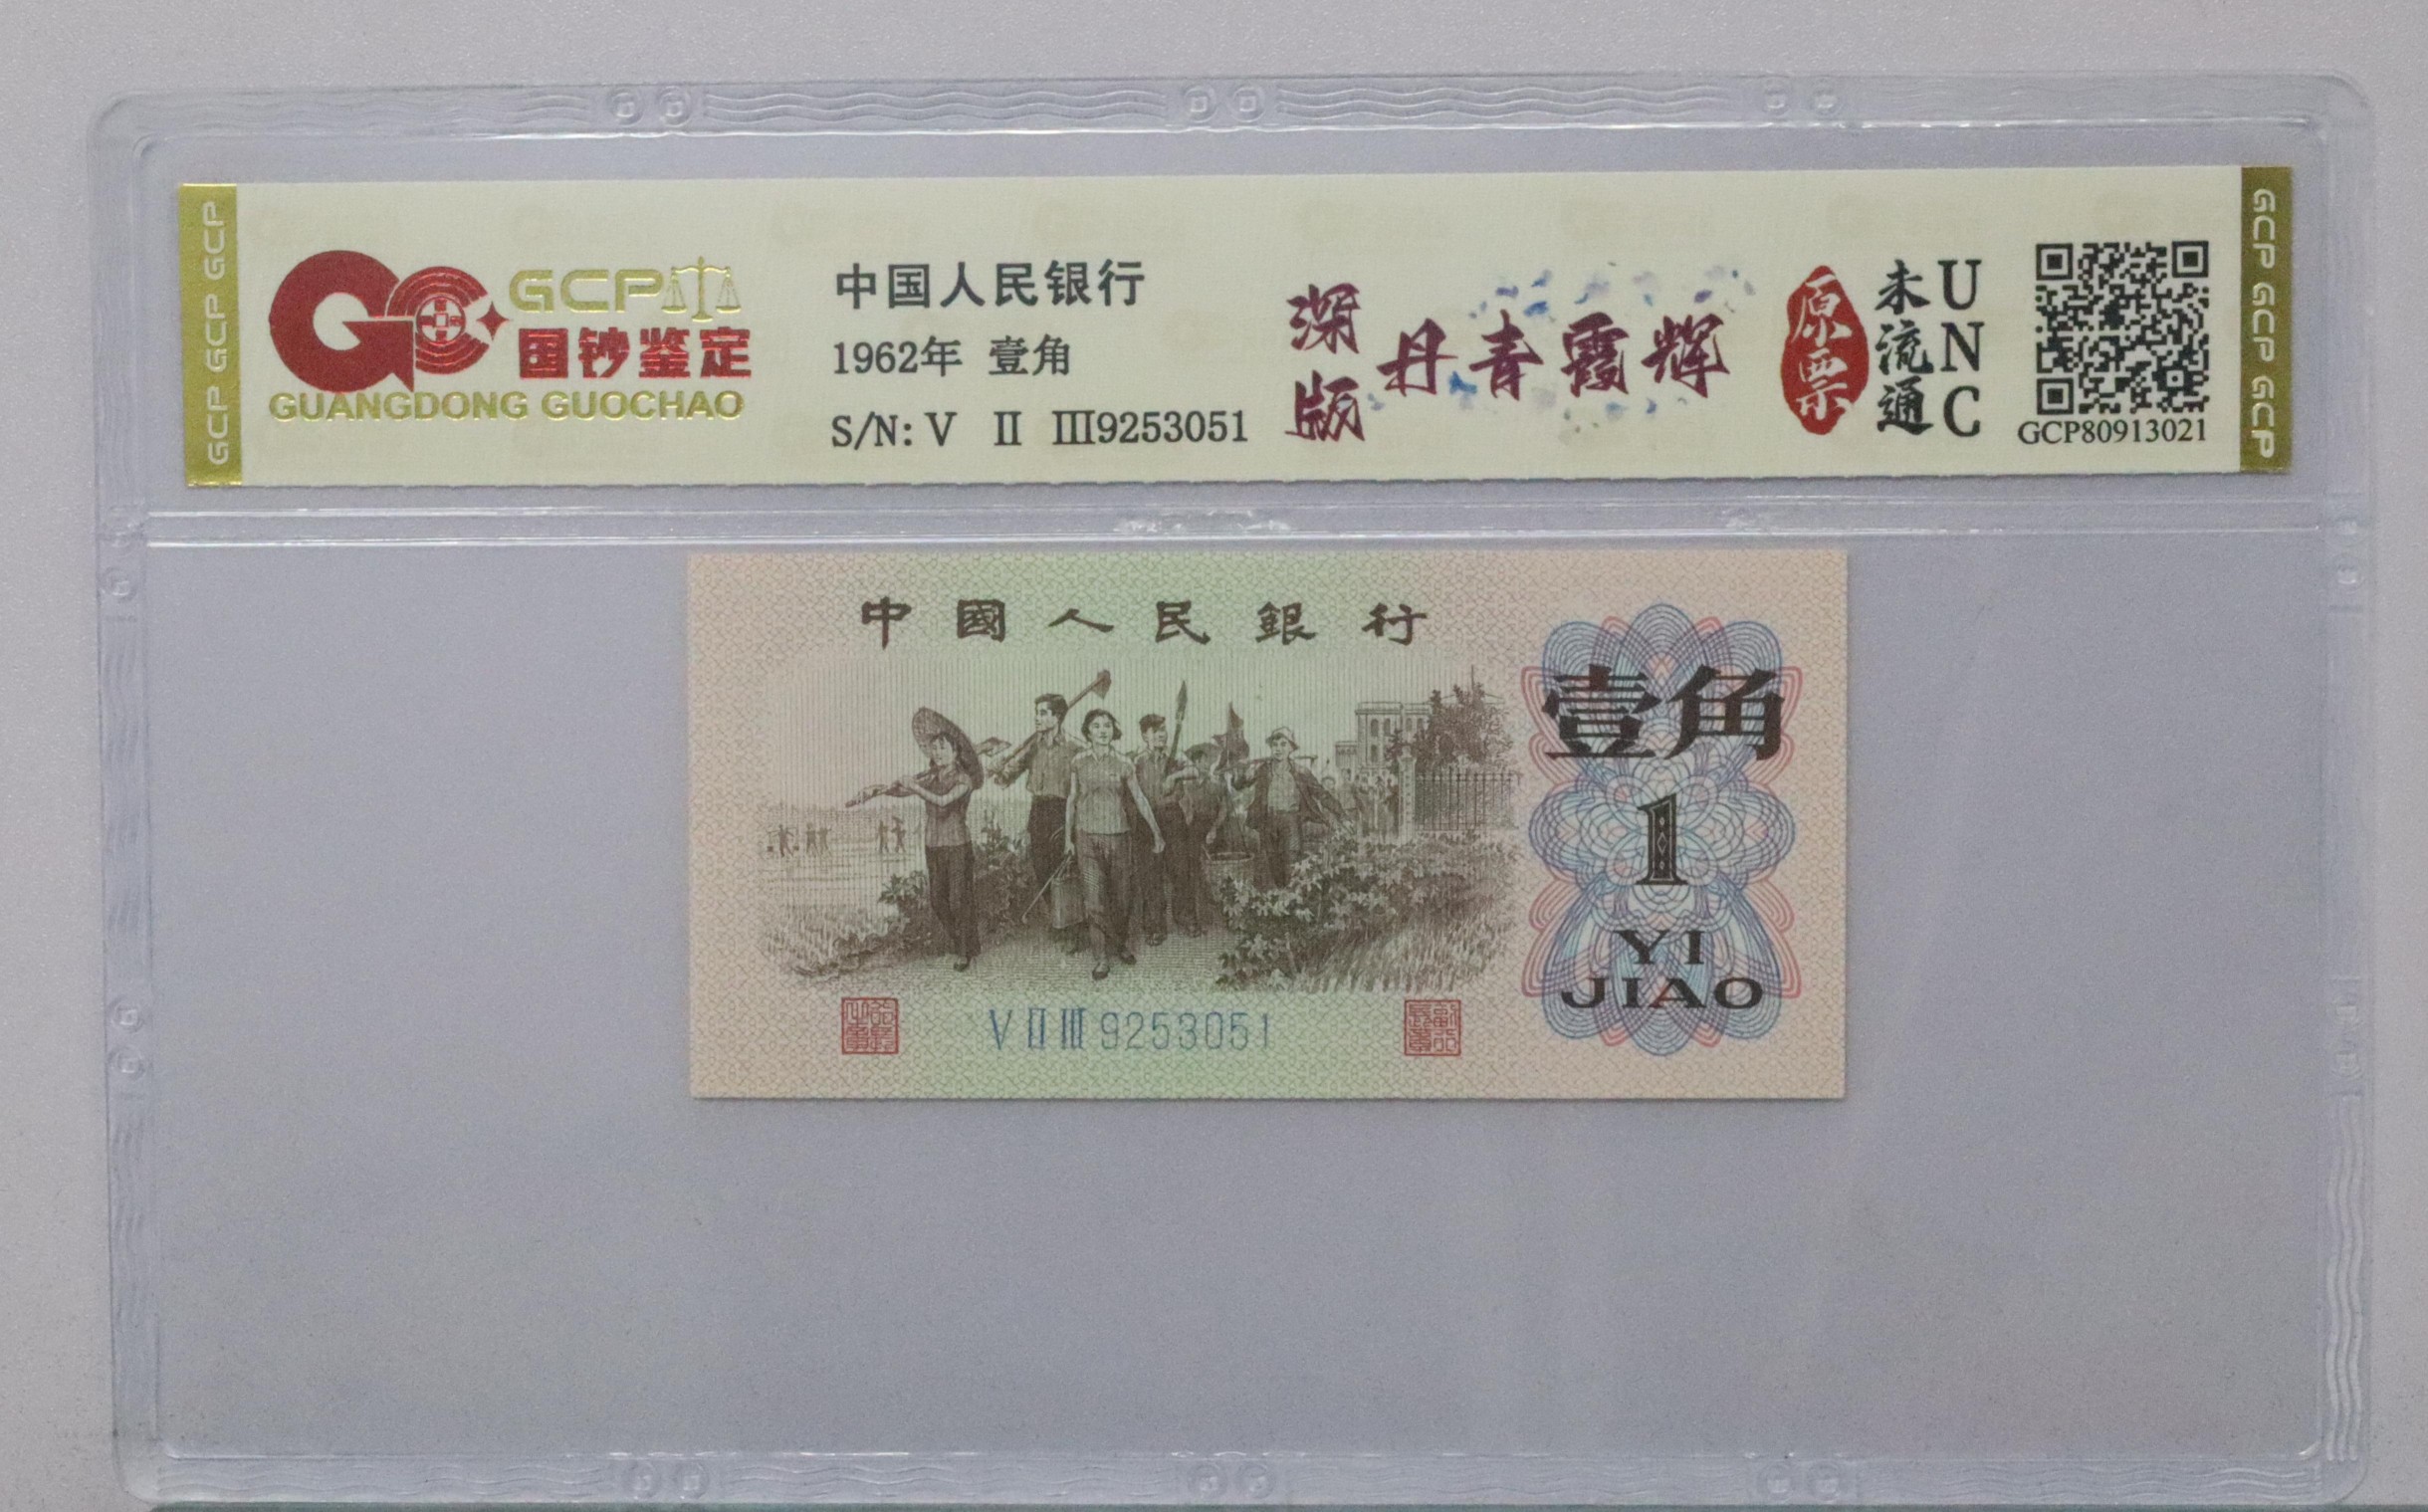 GCP GCP GCP
GCP
国钞鉴定
GUANGDONG GUOCHAO
中国人民银行
1962年 壹角
S/N: V II III9253051
深版
丹青霞辉
原票
未流通
UNC
GCP80913021
GCP GCP GCP
中國人民銀行
壹角
1
YI
JIAO
V II III 9253051